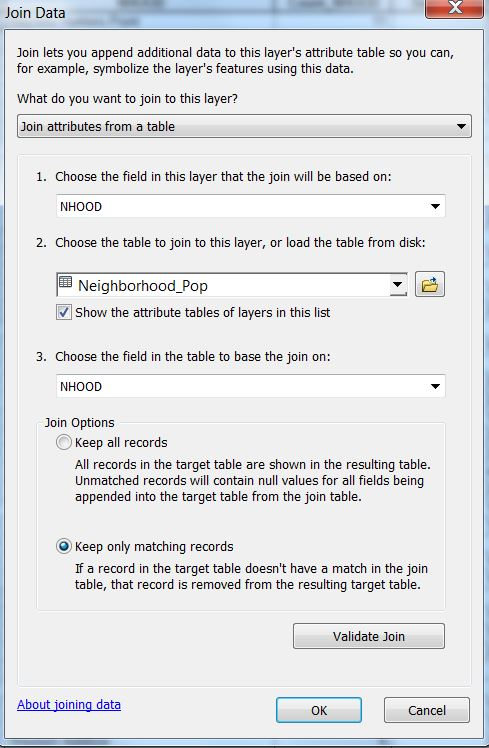 Join Data
Join lets you append additional data to this layer's attribute table so you can,
for example, symbolize the layer's features using this data.
What do you want to join to this layer?
Join attributes from a table
1. Choose the field in this layer that the join will be based on:
NHOOD
2. Choose the table to join to this layer, or load the table from disk:
Neighborhood_Pop
Show the attribute tables of layers in this list
3. Choose the field in the table to base the join on:
NHOOD
Join Options
Keep all records
All records in the target table are shown in the resulting table.
Unmatched records will contain null values for all fields being
appended into the target table from the join table.
Keep only matching records
If a record in the target table doesn't have a match in the join
table, that record is removed from the resulting target table.
Validate Join
About joining data
OK
Cancel